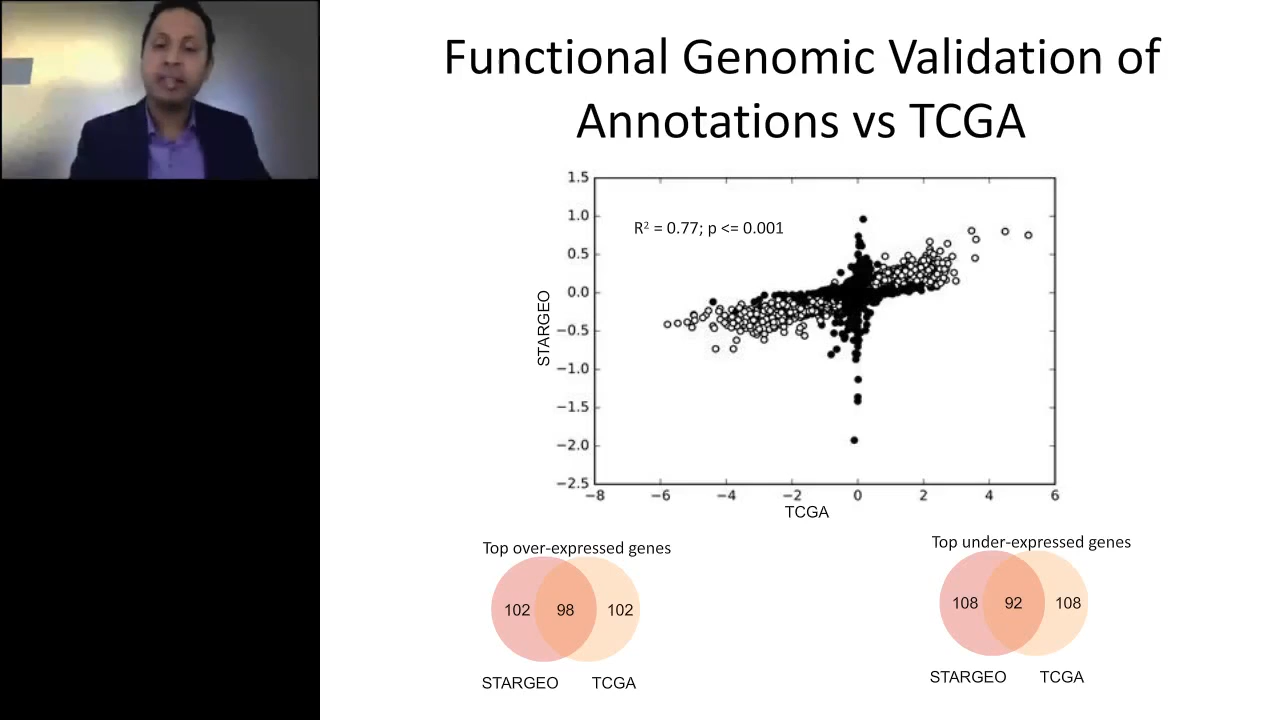 Functional Genomic Validation of
Annotations vs TCGA
1.5
1.0
0.5
0.0
−0.5
−1.0
−1.5
−2.0
−2.5
R² = 0.77; p <= 0.001
STARGEO
−8 −6 −4 −2 0 2 4 6
TCGA
Top over-expressed genes
102 98 102
STARGEO TCGA
Top under-expressed genes
108 92 108
STARGEO TCGA